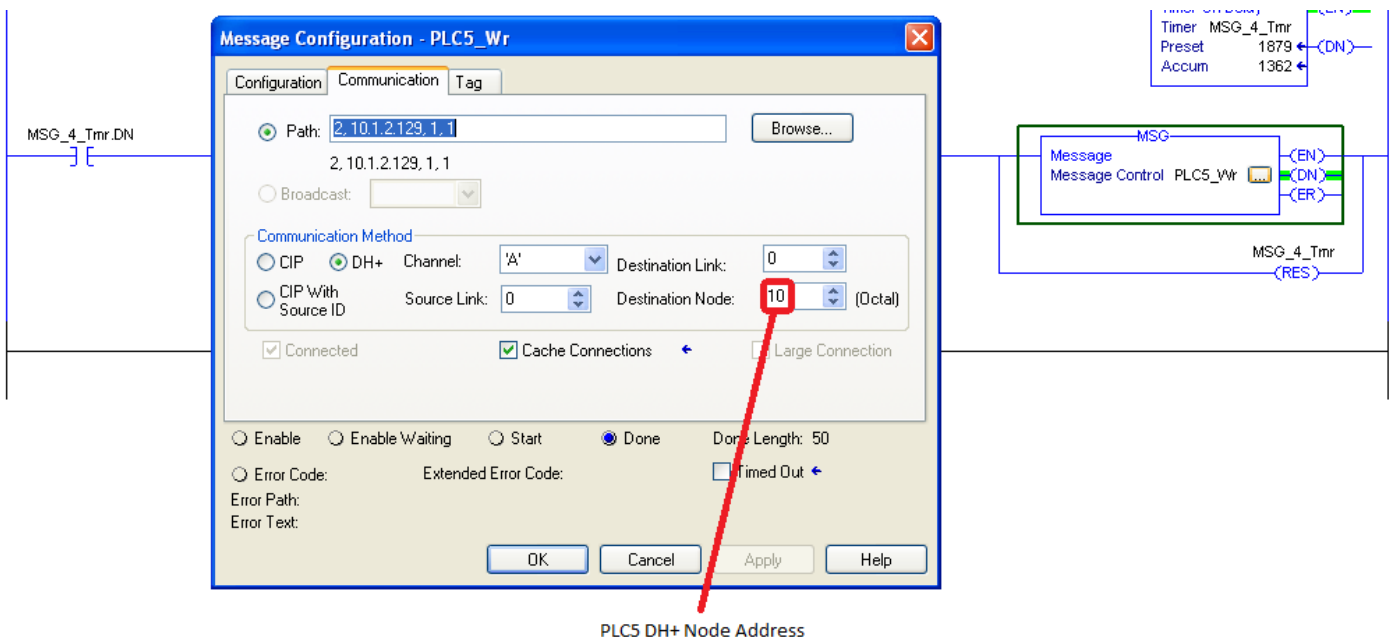 Message Configuration - PLC5_Wr
Configuration Communication Tag
Path: 2, 10.1.2.129, 1, 1 Browse...
2, 10.1.2.129, 1, 1
Broadcast:
Communication Method
CIP DH+ Channel: 'A' Destination Link: 0
CIP With
Source ID Source Link: 0 Destination Node: 10 (Octal)
Connected Cache Connections Large Connection
Enable Enable Waiting Start Done Done Length: 50
Error Code: Extended Error Code: Timed Out
Error Path:
Error Text:
OK Cancel Apply Help
PLC5 DH+ Node Address
MSG_4_Tmr.DN
Timer MSG_4_Tmr
Preset 1879 (DN)
Accum 1362
MSG
Message (EN)
Message Control PLC5_Wr ... (DN)
(ER)
MSG_4_Tmr
(RES)